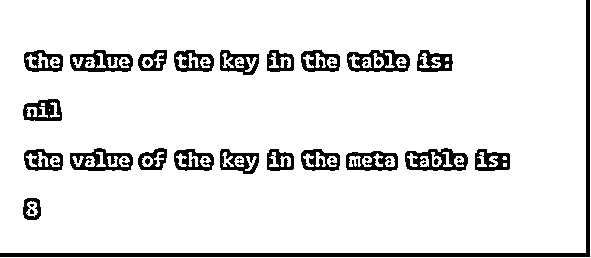 the value of the key in the table is:
nil
the value of the key in the meta table is:
8